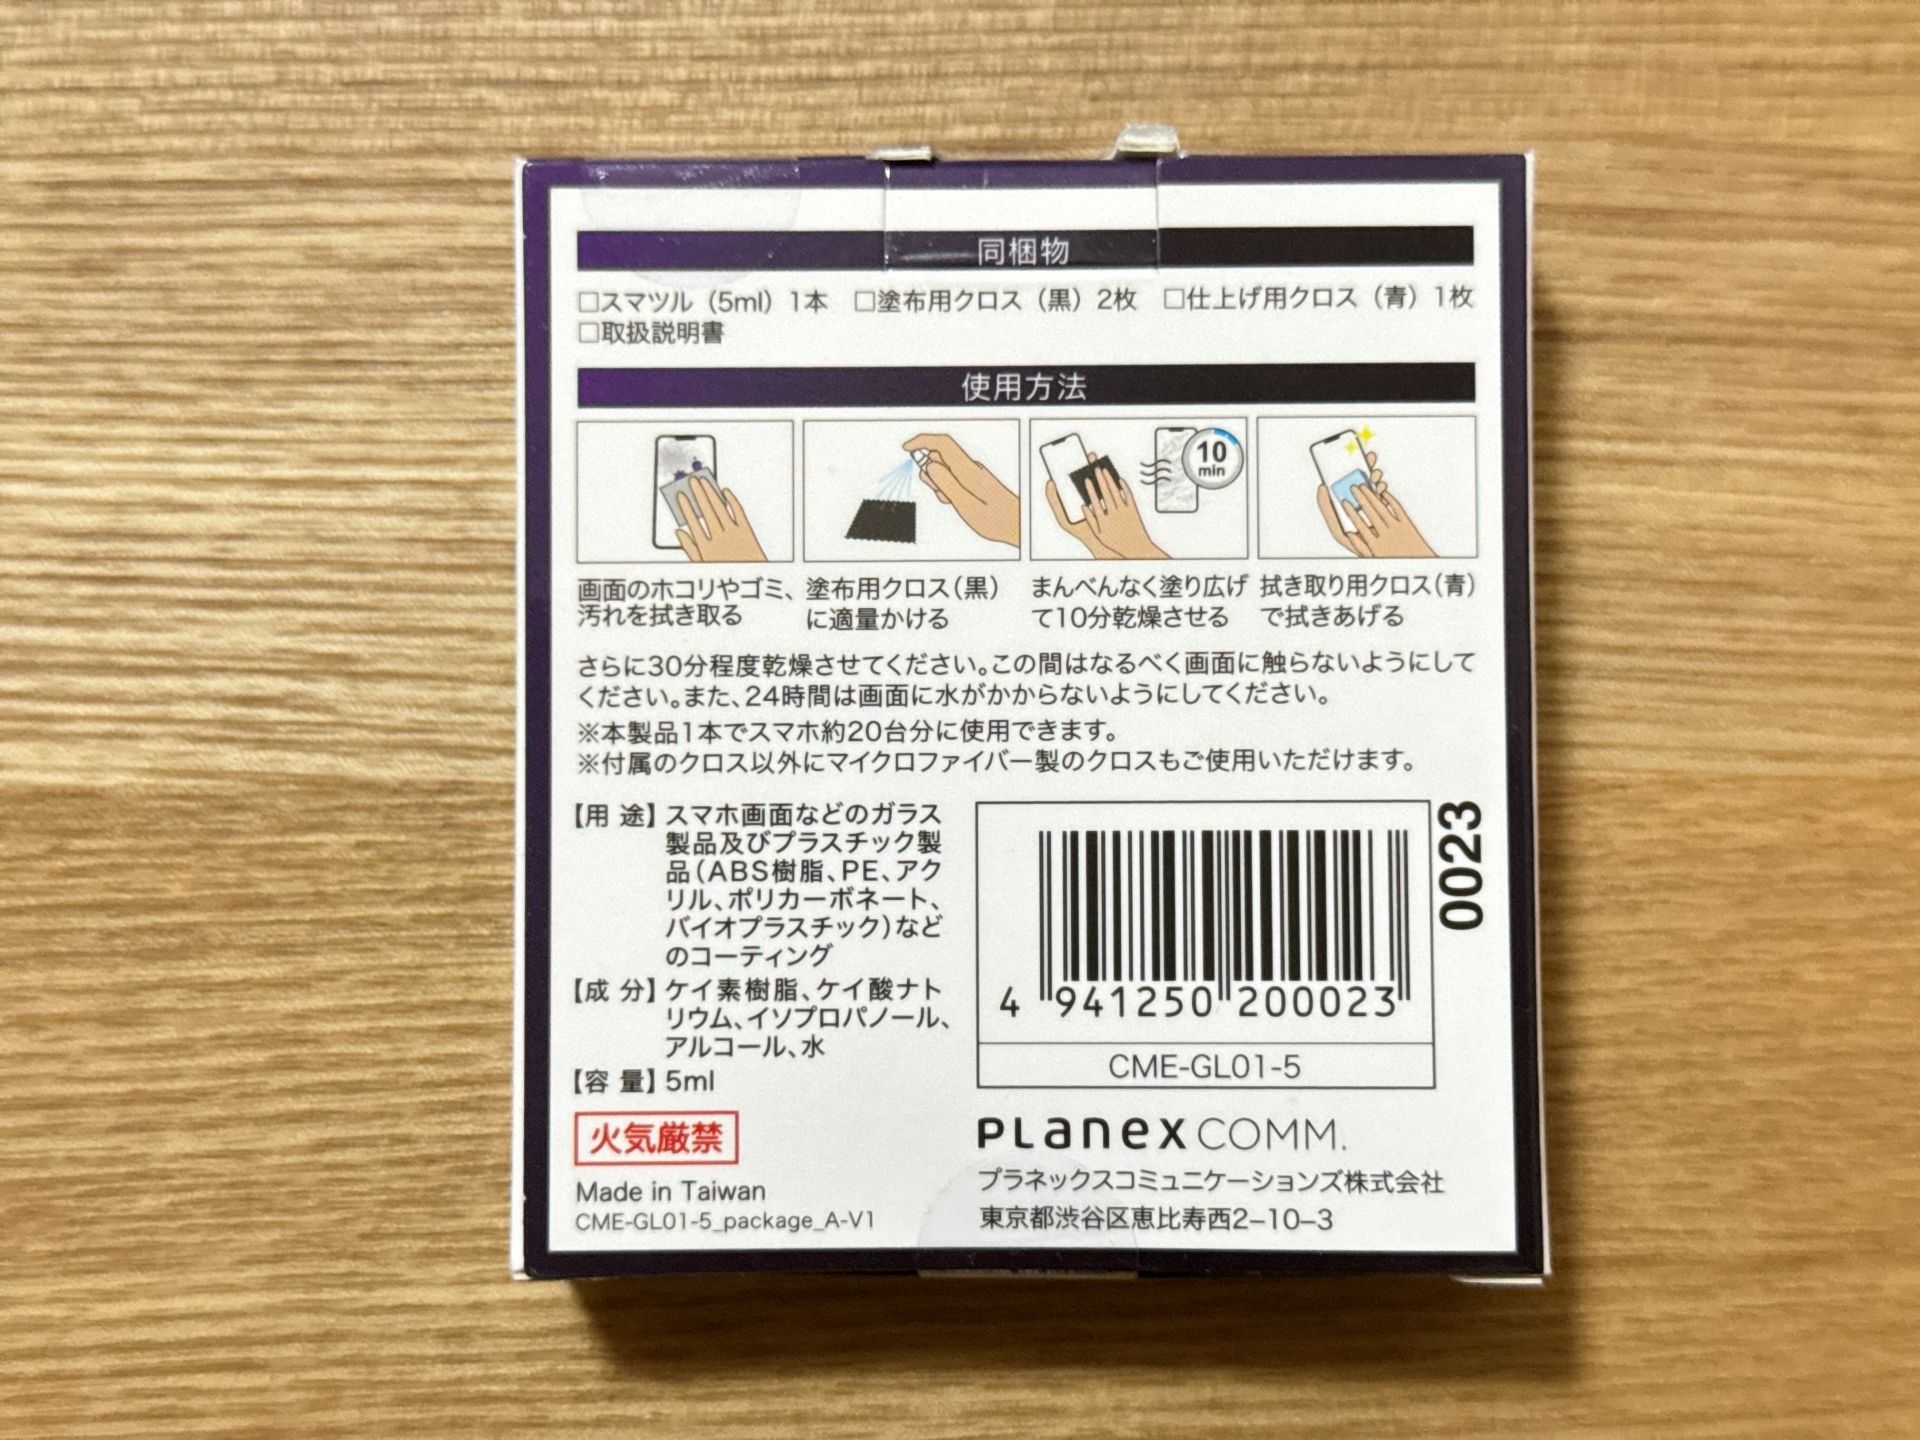 同梱物
□スマツル（5ml）1本　□塗布用クロス（黒）2枚　□仕上げ用クロス（青）1枚
□取扱説明書
使用方法
10
min
画面のホコリやゴミ、
汚れを拭き取る
塗布用クロス（黒）
に適量かける
まんべんなく塗り広げ
て10分乾燥させる
拭き取り用クロス（青）
で拭きあげる
さらに30分程度乾燥させてください。この間はなるべく画面に触らないようにして
ください。また、24時間は画面に水がかからないようにしてください。
※本製品1本でスマホ約20台分に使用できます。
※付属のクロス以外にマイクロファイバー製のクロスもご使用いただけます。
【用 途】スマホ画面などのガラス
製品及びプラスチック製
品（ABS樹脂、PE、アク
リル、ポリカーボネート、
バイオプラスチック）など
のコーティング
【成 分】ケイ素樹脂、ケイ酸ナト
リウム、イソプロパノール、
アルコール、水
【容 量】5ml
火気厳禁
Made in Taiwan
CME-GL01-5_package_A-V1
0023
4 941250 200023
CME-GL01-5
PLANEX COMM.
プラネックスコミュニケーションズ株式会社
東京都渋谷区恵比寿西2-10-3